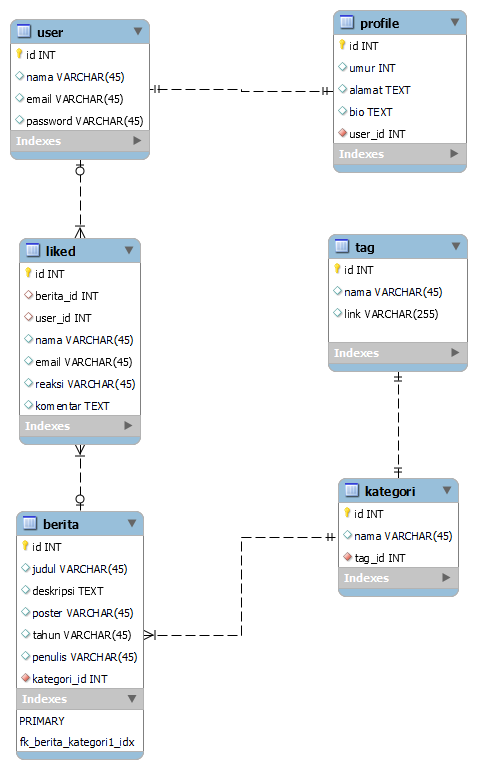 user
id INT
nama VARCHAR(45)
email VARCHAR(45)
password VARCHAR(45)
Indexes
profile
id INT
umur INT
alamat TEXT
bio TEXT
user_id INT
Indexes
liked
id INT
berita_id INT
user_id INT
nama VARCHAR(45)
email VARCHAR(45)
reaksi VARCHAR(45)
komentar TEXT
Indexes
tag
id INT
nama VARCHAR(45)
link VARCHAR(255)
Indexes
berita
id INT
judul VARCHAR(45)
deskripsi TEXT
poster VARCHAR(45)
tahun VARCHAR(45)
penulis VARCHAR(45)
kategori_id INT
Indexes
PRIMARY
fk_berita_kategori1_idx
kategori
id INT
nama VARCHAR(45)
tag_id INT
Indexes